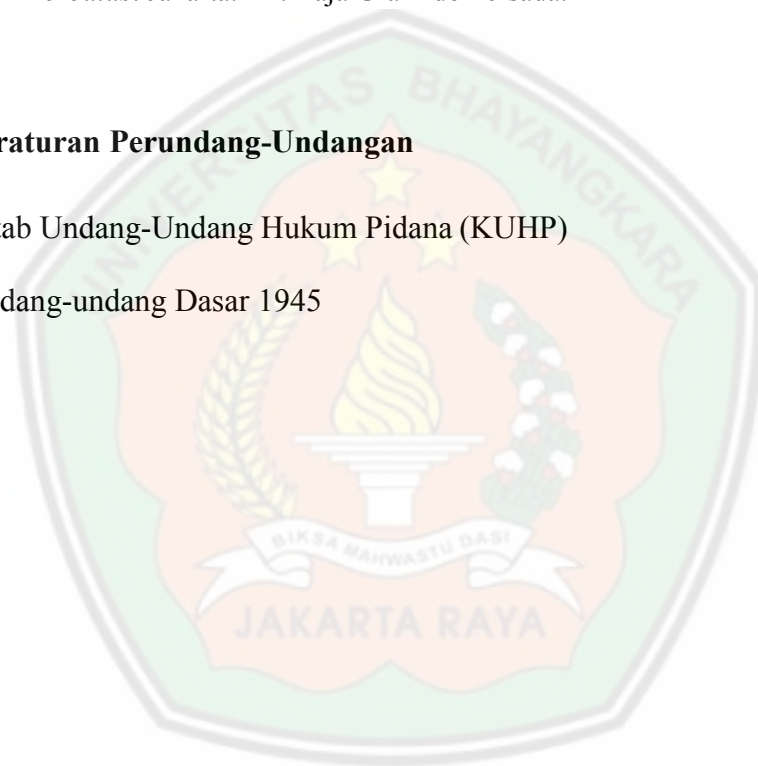 raturan Perundang-Undangan
tab Undang-Undang Hukum Pidana (KUHP)
dang-undang Dasar 1945
UNIVERSITAS BHAYANGKARA
BIKSA MAHWASTU DASI
JAKARTA RAYA